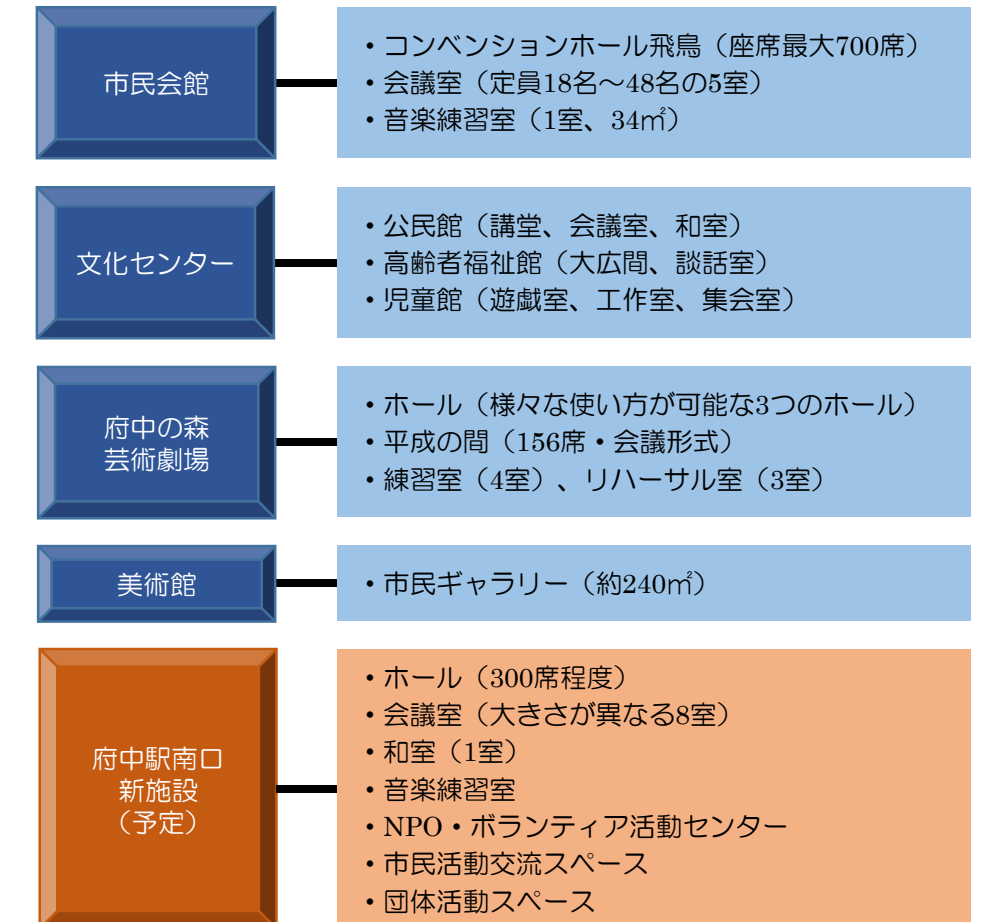 市民会館
・コンベンションホール飛鳥（座席最大700席）
・会議室（定員18名～48名の5室）
・音楽練習室（1室、34㎡）
文化センター
・公民館（講堂、会議室、和室）
・高齢者福祉館（大広間、談話室）
・児童館（遊戯室、工作室、集会室）
府中の森
芸術劇場
・ホール（様々な使い方が可能な3つのホール）
・平成の間（156席・会議形式）
・練習室（4室）、リハーサル室（3室）
美術館
・市民ギャラリー（約240㎡）
府中駅南口
新施設
（予定）
・ホール（300席程度）
・会議室（大きさが異なる8室）
・和室（1室）
・音楽練習室
・NPO・ボランティア活動センター
・市民活動交流スペース
・団体活動スペース